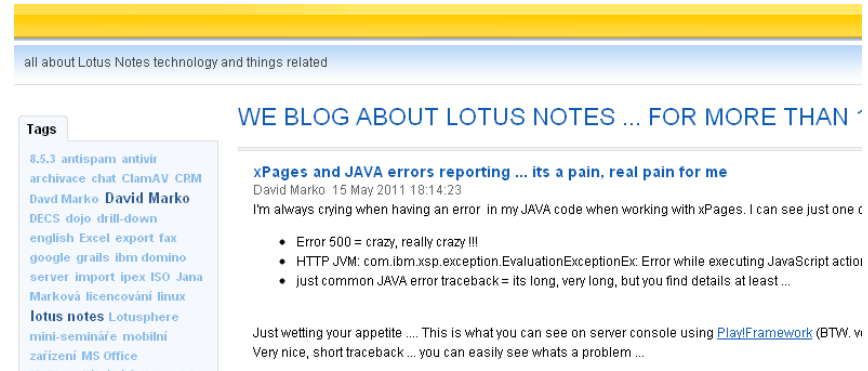 all about Lotus Notes technology and things related
WE BLOG ABOUT LOTUS NOTES ... FOR MORE THAN 1
Tags
8.5.3 antispam antivir
archivace chat ClamAV CRM
Davd Marko David Marko
DECS dojo drill-down
english Excel export fax
google grails ibm domino
server import ipex ISO Jana
Marková licencování linux
lotus notes Lotusphere
mini-semináře mobilní
zařízení MS Office
xPages and JAVA errors reporting ... its a pain, real pain for me
David Marko 15 May 2011 18:14:23
I'm always crying when having an error in my JAVA code when working with xPages. I can see just one
• Error 500 = crazy, really crazy !!!
• HTTP JVM: com.ibm.xsp.exception.EvaluationExceptionEx: Error while executing JavaScript action
• just common JAVA error traceback = its long, very long, but you find details at least ...
Just wetting your appetite .... This is what you can see on server console using Play!Framework (BTW.
Very nice, short traceback ... you can easily see whats a problem ...